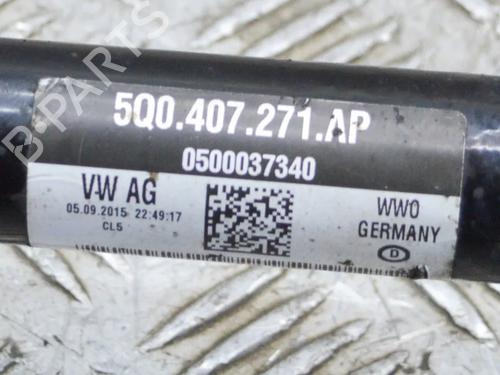 5Q0.407.271.AP
0500037340
VW AG
05.09.2015 22:49:17
CL5
WWO
GERMANY
D
B-PARTS